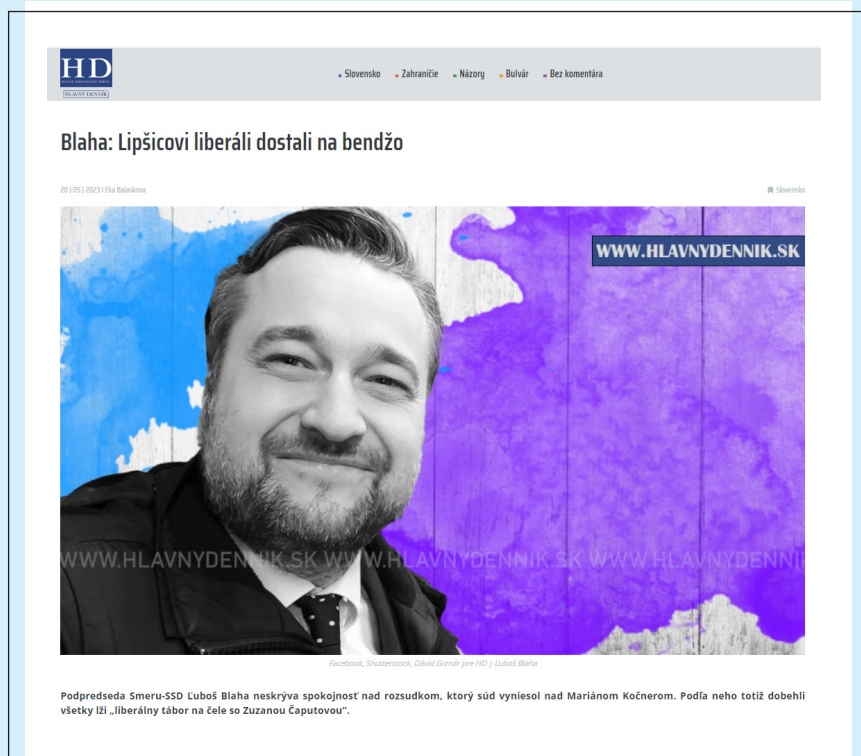 HD
HLAVNÝ DENNÍK
Slovensko Zahraničie Názory Bulvár Bez komentára
Blaha: Lipšicovi liberáli dostali na bendžo
20 | 05 | 2023 | Eka Balaskova
Slovensko
WWW.HLAVNYDENNIK.SK
WWW.HLAVNYDENNIK.SK WWW.HLAVNYDENNIK.SK WWW.HLAVNYDENNI
Facebook, Shutterstock, Dávid Grznár pre HD | Ľuboš Blaha
Podpredseda Smeru-SSD Ľuboš Blaha neskrýva spokojnosť nad rozsudkom, ktorý súd vyniesol nad Mariánom Kočnerom. Podľa neho totiž dobehli
všetky lži „liberálny tábor na čele so Zuzanou Čaputovou“.